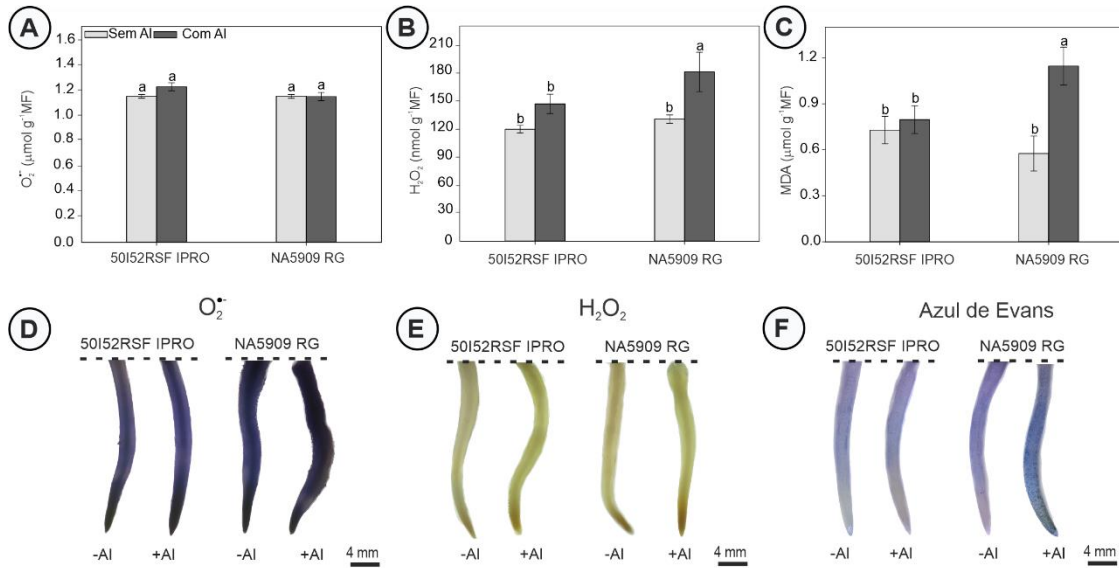 A
O₂•⁻ (µmol g⁻¹MF)
1.6
1.4
1.2
1.0
0.8
0.6
0.4
0.2
0.0
Sem Al Com Al
a a a a
50I52RSF IPRO NA5909 RG
B
H₂O₂ (nmol g⁻¹MF)
210
180
150
120
90
60
30
0
b b b a
50I52RSF IPRO NA5909 RG
C
MDA (µmol g⁻¹MF)
1.2
0.9
0.6
0.3
0.0
b b b a
50I52RSF IPRO NA5909 RG
D
O₂•⁻
50I52RSF IPRO NA5909 RG
-Al +Al -Al +Al 4 mm
E
H₂O₂
50I52RSF IPRO NA5909 RG
-Al +Al -Al +Al 4 mm
F
Azul de Evans
50I52RSF IPRO NA5909 RG
-Al +Al -Al +Al 4 mm